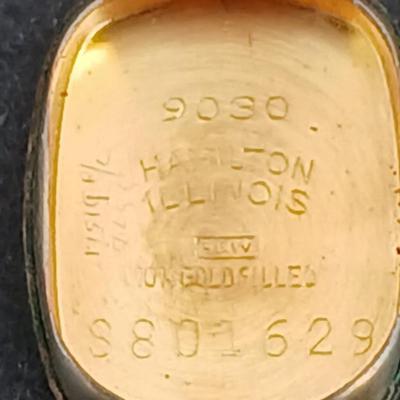 9030
HAMILTON
ILLINOIS
10K GOLD FILLED
S801629